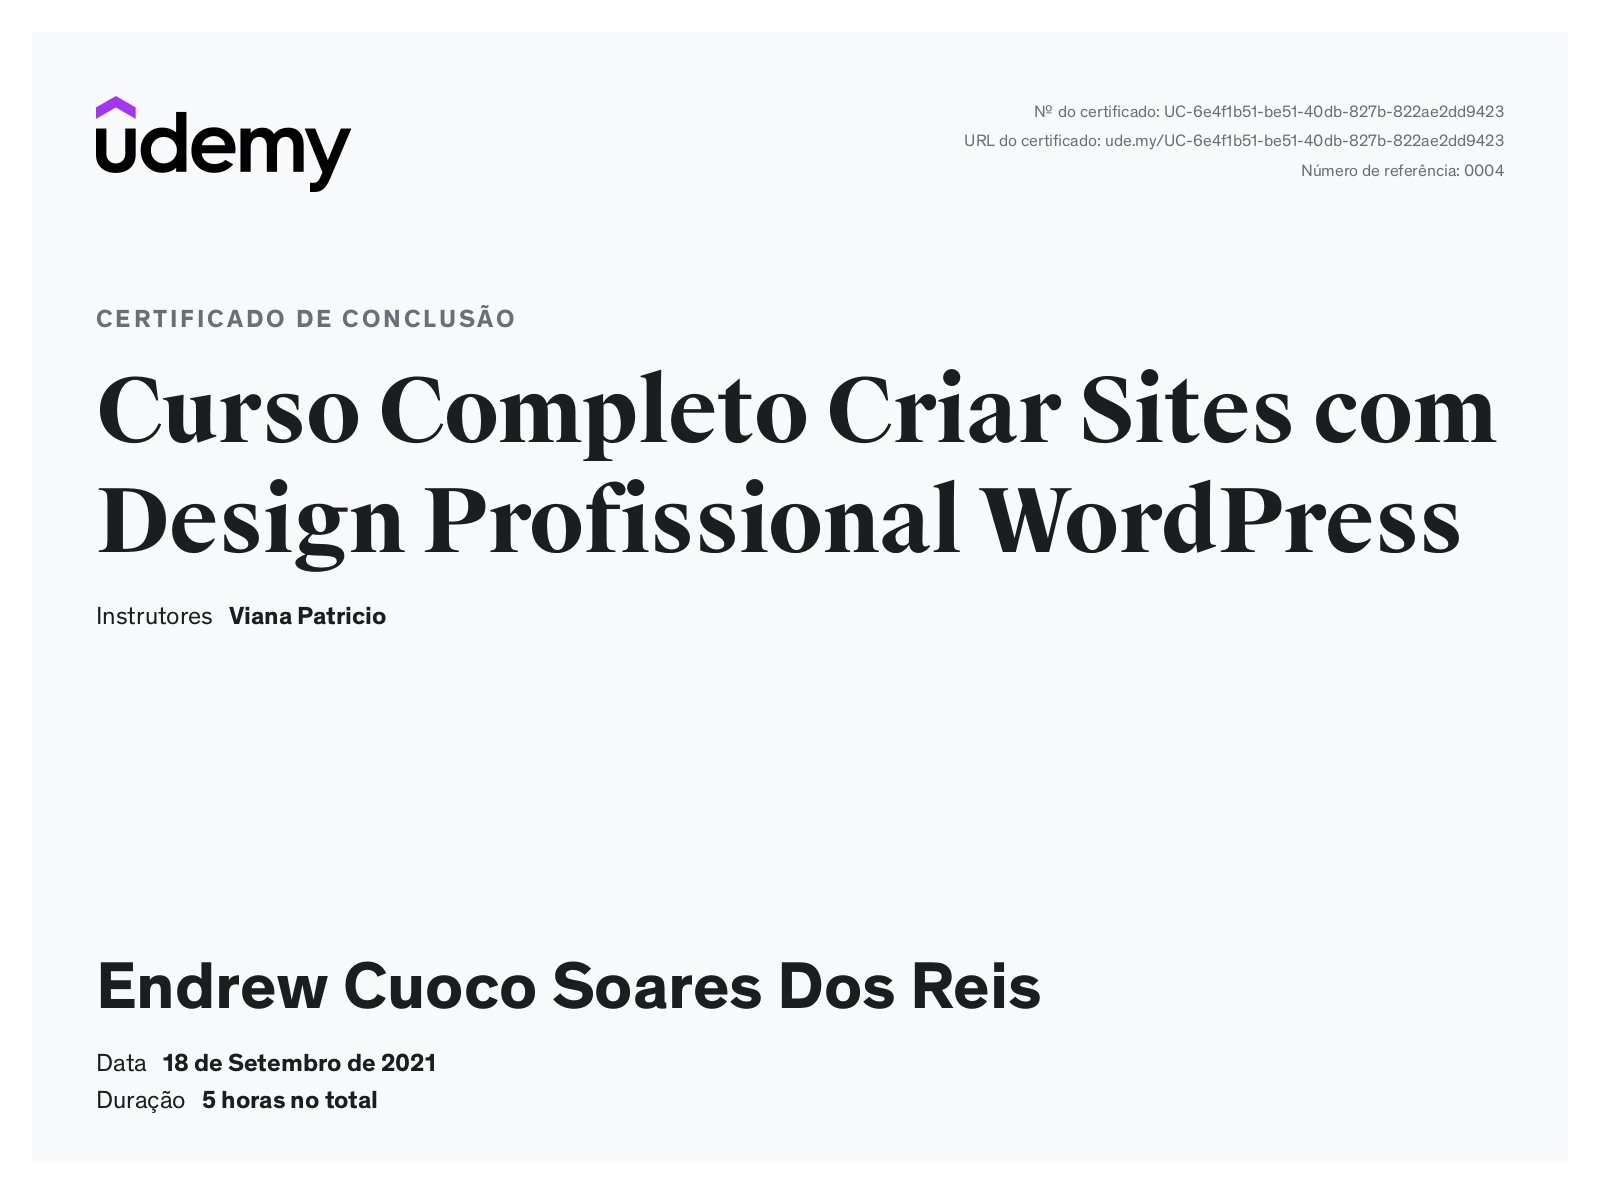 udemy
Nº do certificado: UC-6e4f1b51-be51-40db-827b-822ae2dd9423
URL do certificado: ude.my/UC-6e4f1b51-be51-40db-827b-822ae2dd9423
Número de referência: 0004
CERTIFICADO DE CONCLUSÃO
Curso Completo Criar Sites com
Design Profissional WordPress
Instrutores Viana Patricio
Endrew Cuoco Soares Dos Reis
Data 18 de Setembro de 2021
Duração 5 horas no total